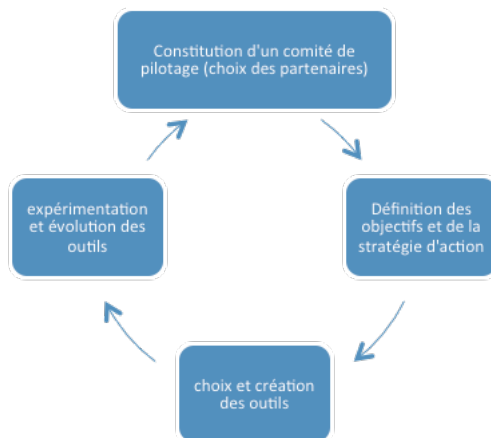 Constitution d'un comité de
pilotage (choix des partenaires)
Définition des
objectifs et de la
stratégie d'action
choix et création
des outils
expérimentation
et évolution des
outils